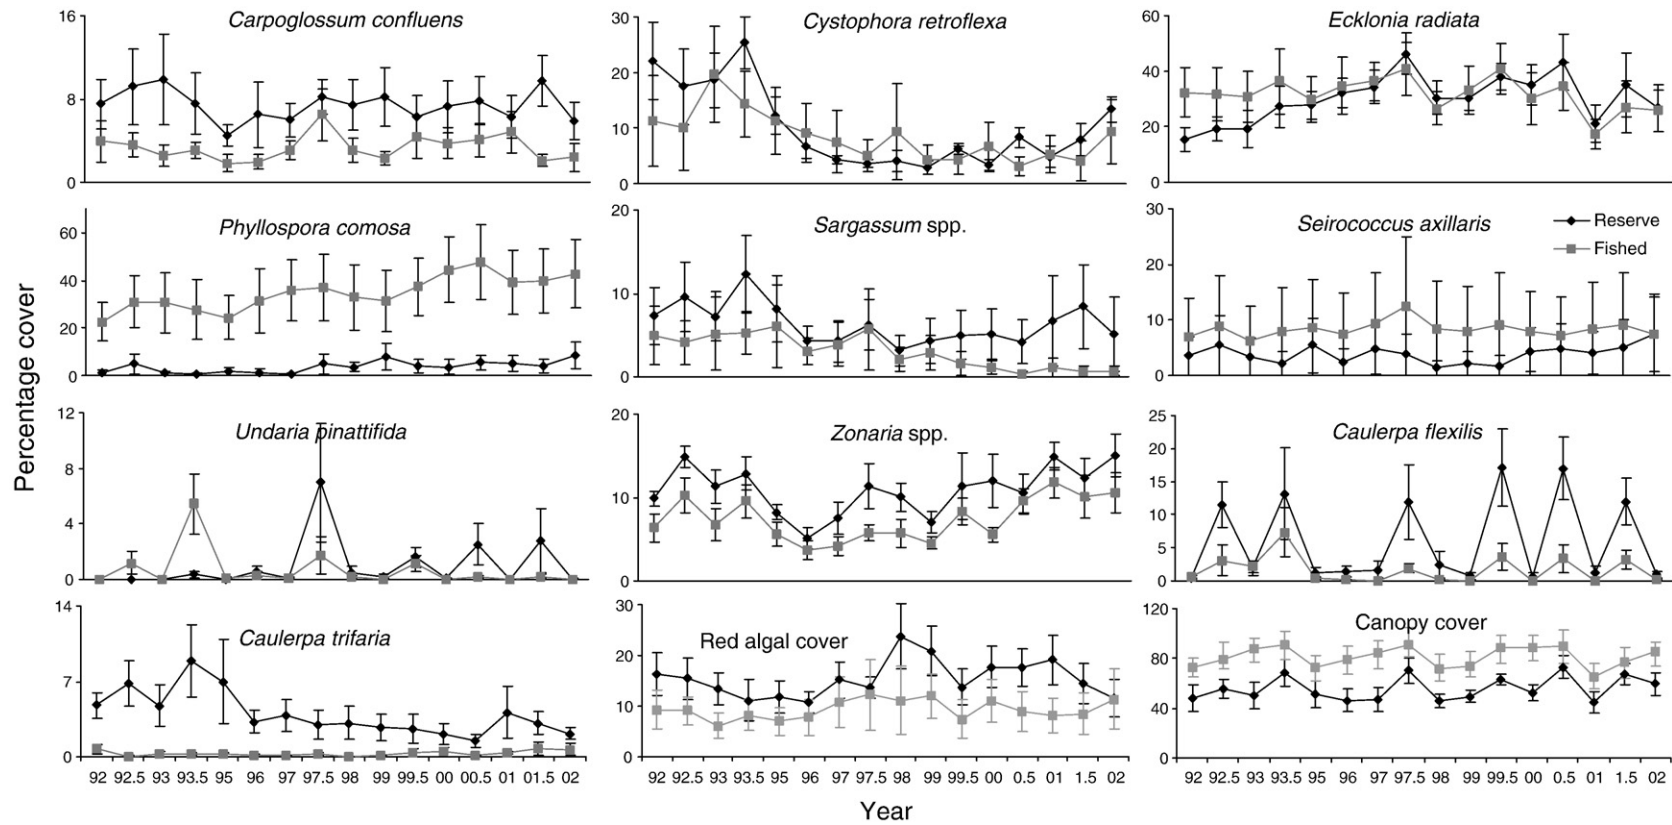 Percentage cover
Carpoglossum confluens
16
8
0
Cystophora retroflexa
30
20
10
0
Ecklonia radiata
60
40
20
0
Phyllospora comosa
60
40
20
0
Sargassum spp.
20
10
0
Seirococcus axillaris
30
20
10
0
Reserve
Fished
Undaria pinattifida
12
8
4
0
Zonaria spp.
20
10
0
Caulerpa flexilis
25
20
15
10
5
0
Caulerpa trifaria
14
7
0
92 92.5 93 93.5 95 96 97 97.5 98 99 99.5 00 00.5 01 01.5 02
Red algal cover
30
20
10
0
92 92.5 93 93.5 95 96 97 97.5 98 99 99.5 00 0.5 01 1.5 02
Canopy cover
120
80
40
0
92 92.5 93 93.5 95 96 97 97.5 98 99 99.5 00 0.5 01 1.5 02
Year